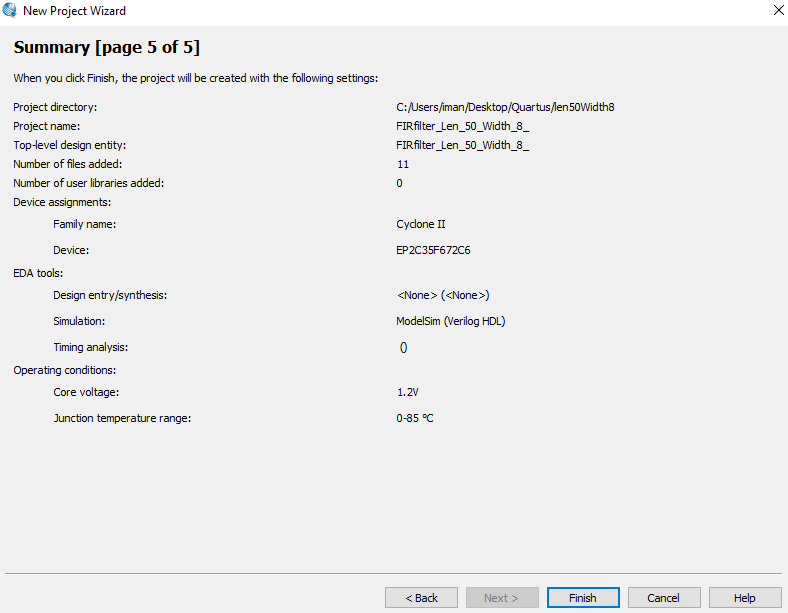 New Project Wizard
Summary [page 5 of 5]
When you click Finish, the project will be created with the following settings:
Project directory: C:/Users/iman/Desktop/Quartus/len50Width8
Project name: FIRfilter_Len_50_Width_8_
Top-level design entity: FIRfilter_Len_50_Width_8_
Number of files added: 11
Number of user libraries added: 0
Device assignments:
Family name: Cyclone II
Device: EP2C35F672C6
EDA tools:
Design entry/synthesis: <None> (<None>)
Simulation: ModelSim (Verilog HDL)
Timing analysis: ()
Operating conditions:
Core voltage: 1.2V
Junction temperature range: 0-85 ºC
< Back Next > Finish Cancel Help